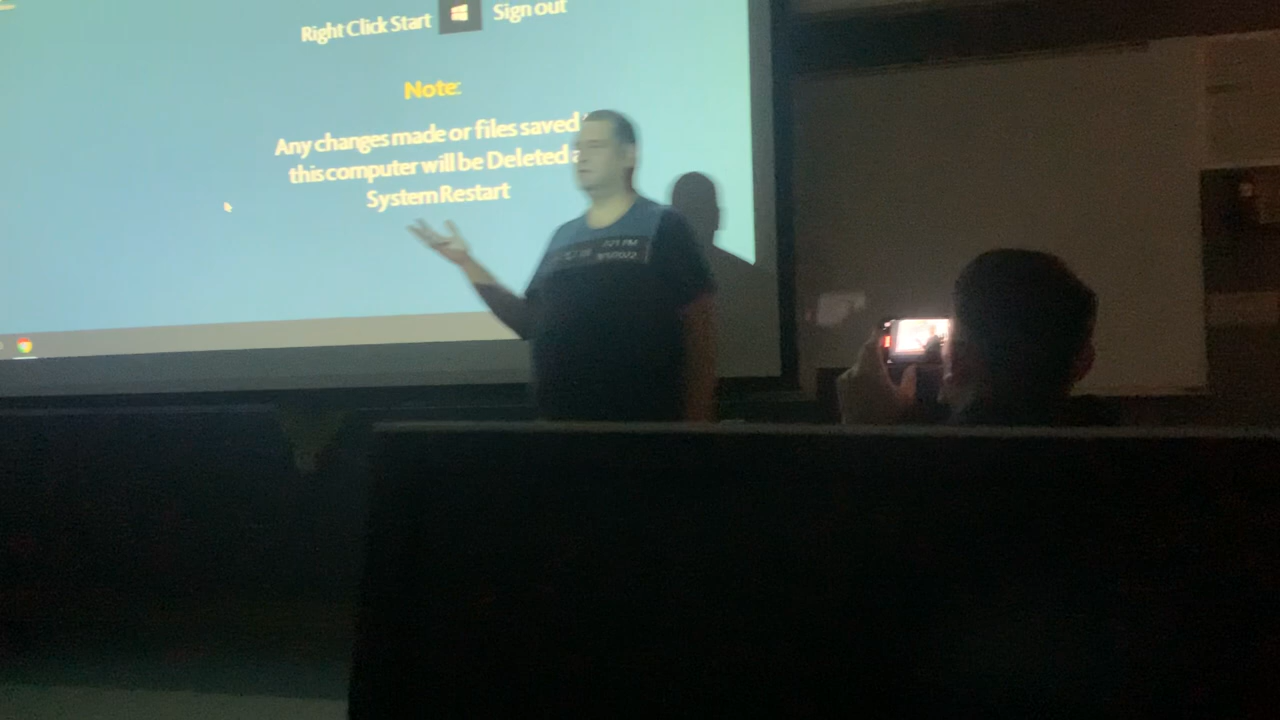 Right Click Start Sign out
Note:
Any changes made or files saved
this computer will be Deleted
System Restart